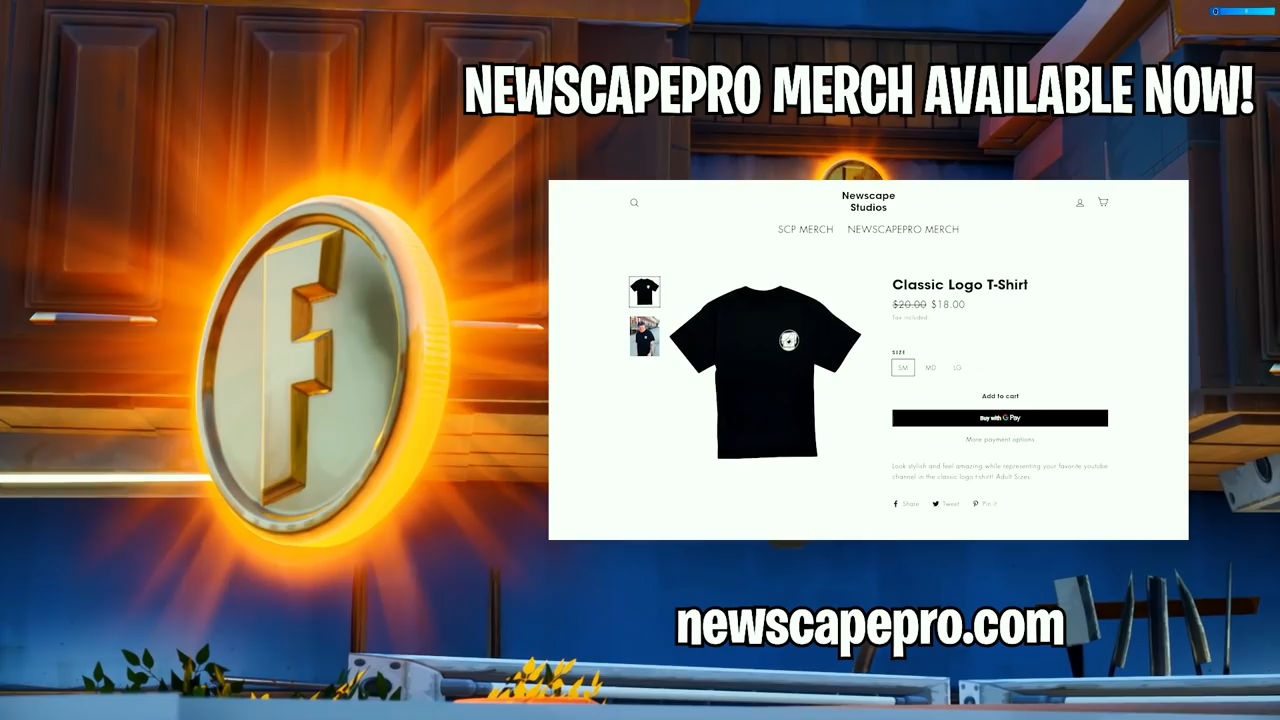 NEWSCAPEPRO MERCH AVAILABLE NOW!
Newscape
Studios
SCP MERCH NEWSCAPEPRO MERCH
Classic Logo T-Shirt
$20.00 $18.00
Tax included.
SIZE
SM MD LG
Add to cart
Buy with G Pay
More payment options
Look stylish and feel amazing while representing your favorite youtube
channel in the classic logo t-shirt! Adult Sizes.
Share Tweet Pin it
newscapepro.com
F